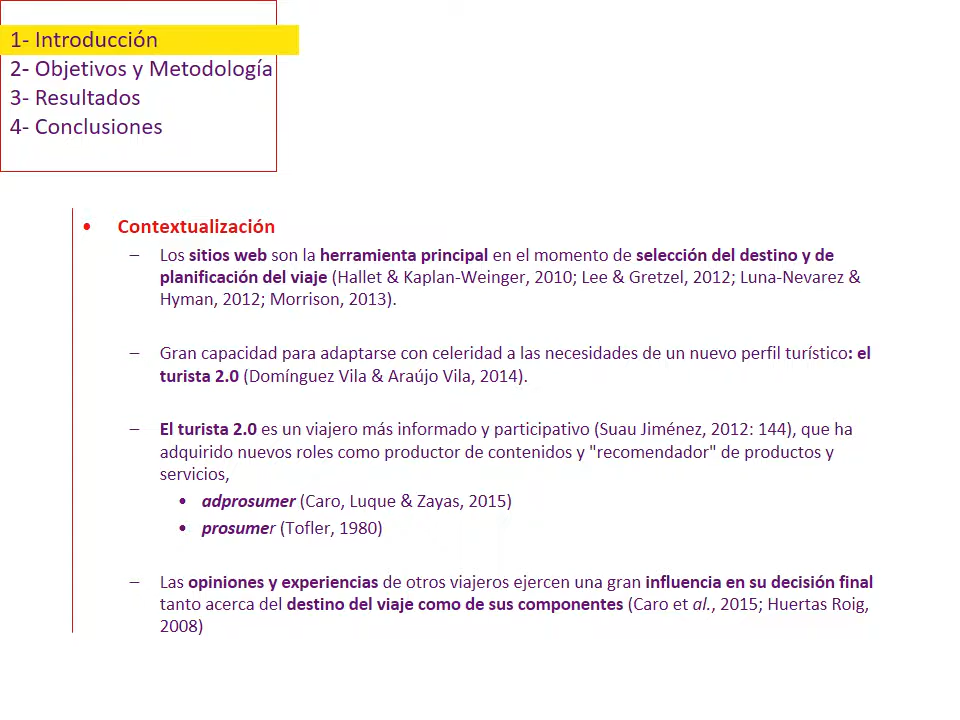 1- Introducción
2- Objetivos y Metodología
3- Resultados
4- Conclusiones
• Contextualización
– Los sitios web son la herramienta principal en el momento de selección del destino y de
planificación del viaje (Hallet & Kaplan-Weinger, 2010; Lee & Gretzel, 2012; Luna-Nevarez &
Hyman, 2012; Morrison, 2013).
– Gran capacidad para adaptarse con celeridad a las necesidades de un nuevo perfil turístico: el
turista 2.0 (Domínguez Vila & Araújo Vila, 2014).
– El turista 2.0 es un viajero más informado y participativo (Suau Jiménez, 2012: 144), que ha
adquirido nuevos roles como productor de contenidos y "recomendador" de productos y
servicios,
• adprosumer (Caro, Luque & Zayas, 2015)
• prosumer (Tofler, 1980)
– Las opiniones y experiencias de otros viajeros ejercen una gran influencia en su decisión final
tanto acerca del destino del viaje como de sus componentes (Caro et al., 2015; Huertas Roig,
2008)